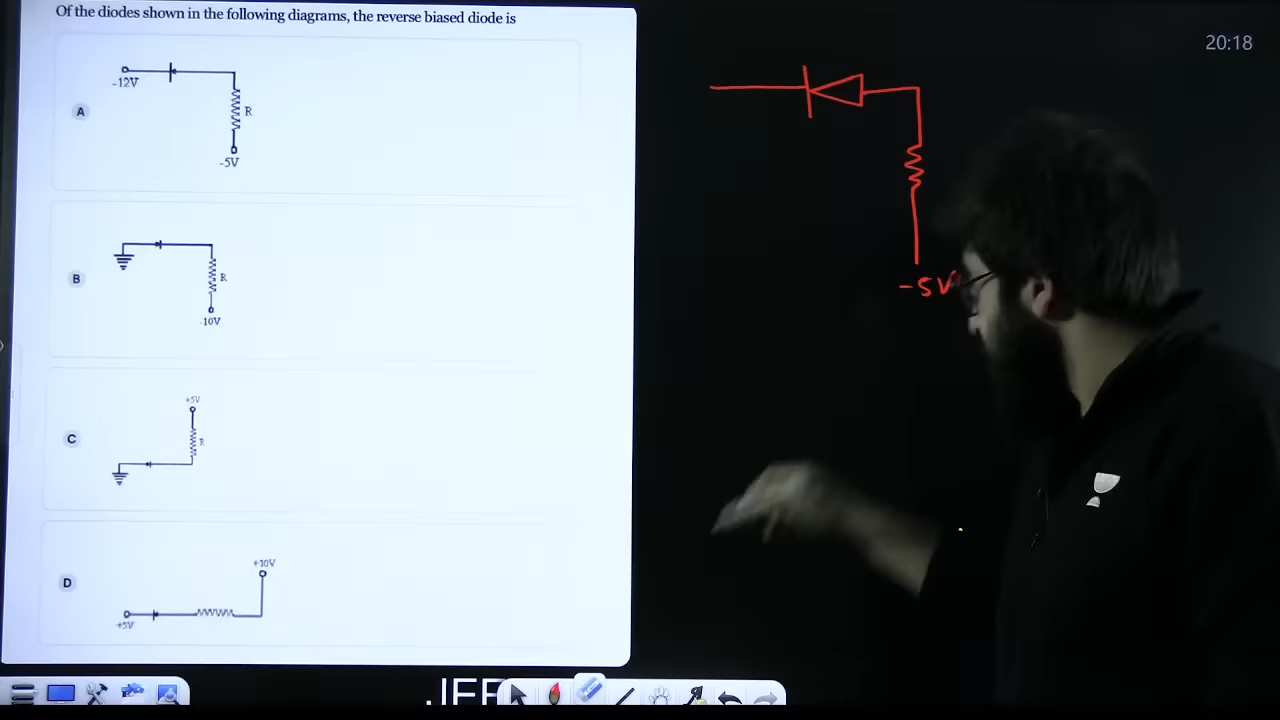 Of the diodes shown in the following diagrams, the reverse biased diode is
20:18
-12V
A
R
-5V
B
R
-10V
+5V
C
R
+10V
D
+5V
-5V
JEE